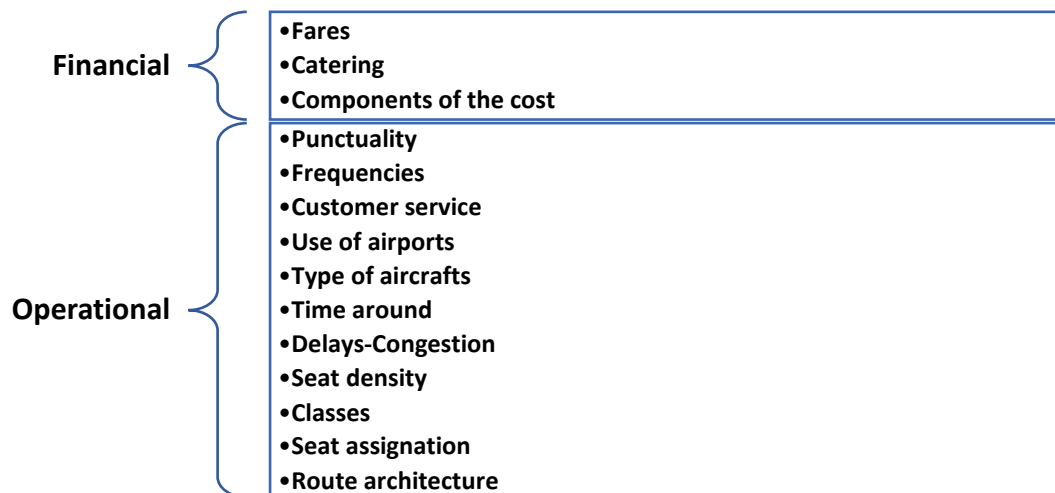 Financial
•Fares
•Catering
•Components of the cost
Operational
•Punctuality
•Frequencies
•Customer service
•Use of airports
•Type of aircrafts
•Time around
•Delays-Congestion
•Seat density
•Classes
•Seat assignation
•Route architecture